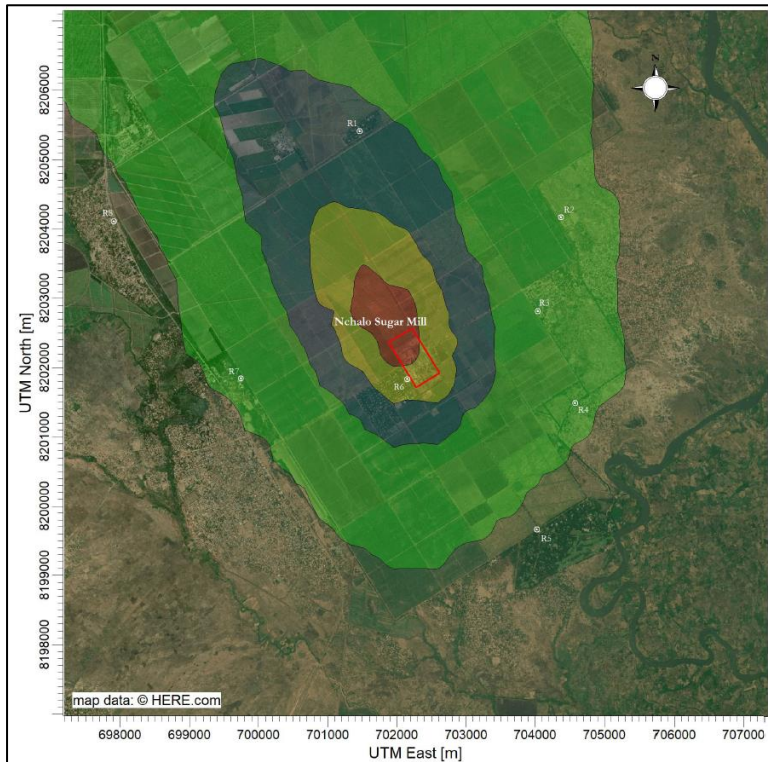 Z
R1
R2
R8
R3
Nchalo Sugar Mill
R7
R6
R4
R5
map data: © HERE.com
UTM North [m]
8206000
8205000
8204000
8203000
8202000
8201000
8200000
8199000
8198000
698000 699000 700000 701000 702000 703000 704000 705000 706000 707000
UTM East [m]